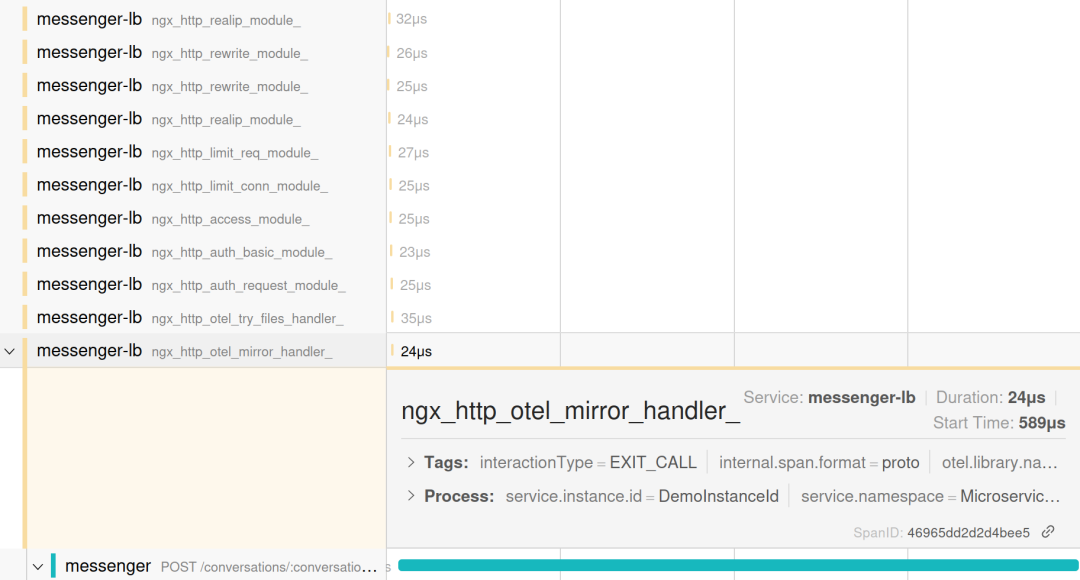 messenger-lb ngx_http_realip_module_ 32µs
messenger-lb ngx_http_rewrite_module_ 26µs
messenger-lb ngx_http_rewrite_module_ 25µs
messenger-lb ngx_http_realip_module_ 24µs
messenger-lb ngx_http_limit_req_module_ 27µs
messenger-lb ngx_http_limit_conn_module_ 25µs
messenger-lb ngx_http_access_module_ 25µs
messenger-lb ngx_http_auth_basic_module_ 23µs
messenger-lb ngx_http_auth_request_module_ 25µs
messenger-lb ngx_http_otel_try_files_handler_ 35µs
messenger-lb ngx_http_otel_mirror_handler_ 24µs
ngx_http_otel_mirror_handler_ Service: messenger-lb Duration: 24µs
Start Time: 589µs
Tags: interactionType = EXIT_CALL internal.span.format = proto otel.library.na…
Process: service.instance.id = DemoInstanceId service.namespace = Microservic…
SpanID: 46965dd2d2d4bee5
messenger POST /conversations/:conversatio… s